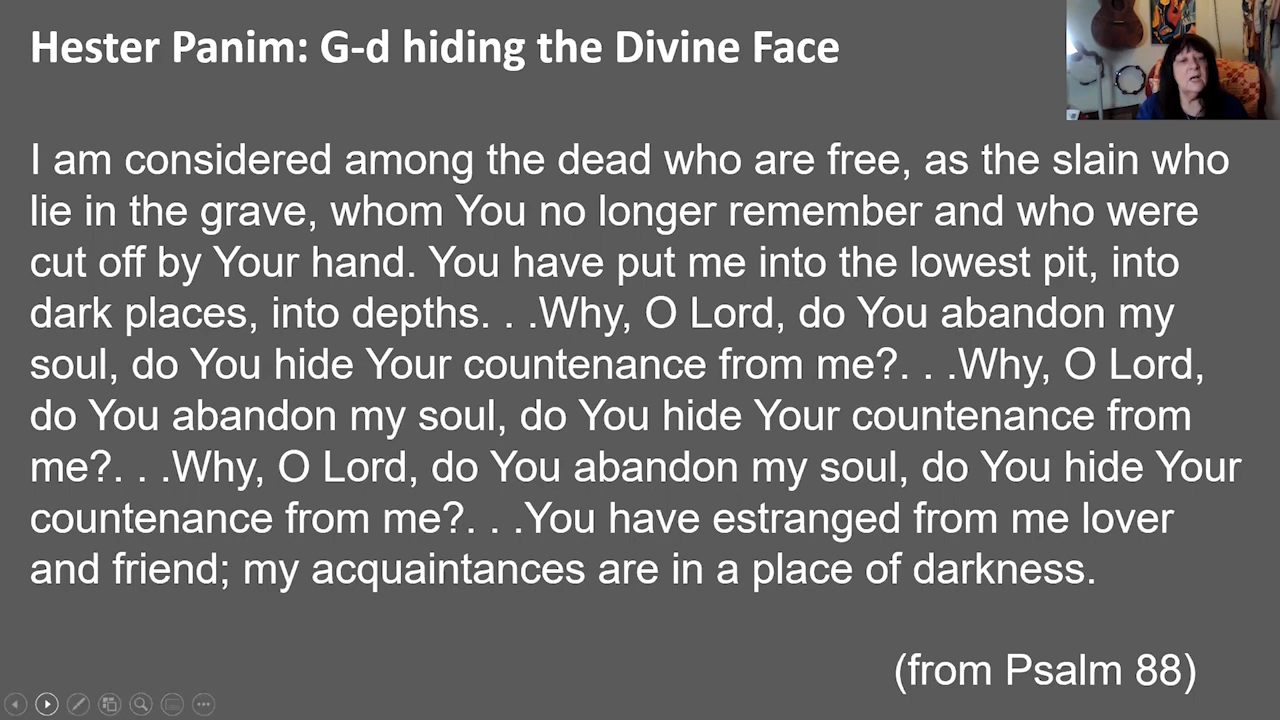 Hester Panim: G-d hiding the Divine Face
I am considered among the dead who are free, as the slain who
lie in the grave, whom You no longer remember and who were
cut off by Your hand. You have put me into the lowest pit, into
dark places, into depths. . .Why, O Lord, do You abandon my
soul, do You hide Your countenance from me?. . .Why, O Lord,
do You abandon my soul, do You hide Your countenance from
me?. . .Why, O Lord, do You abandon my soul, do You hide Your
countenance from me?. . .You have estranged from me lover
and friend; my acquaintances are in a place of darkness.
(from Psalm 88)